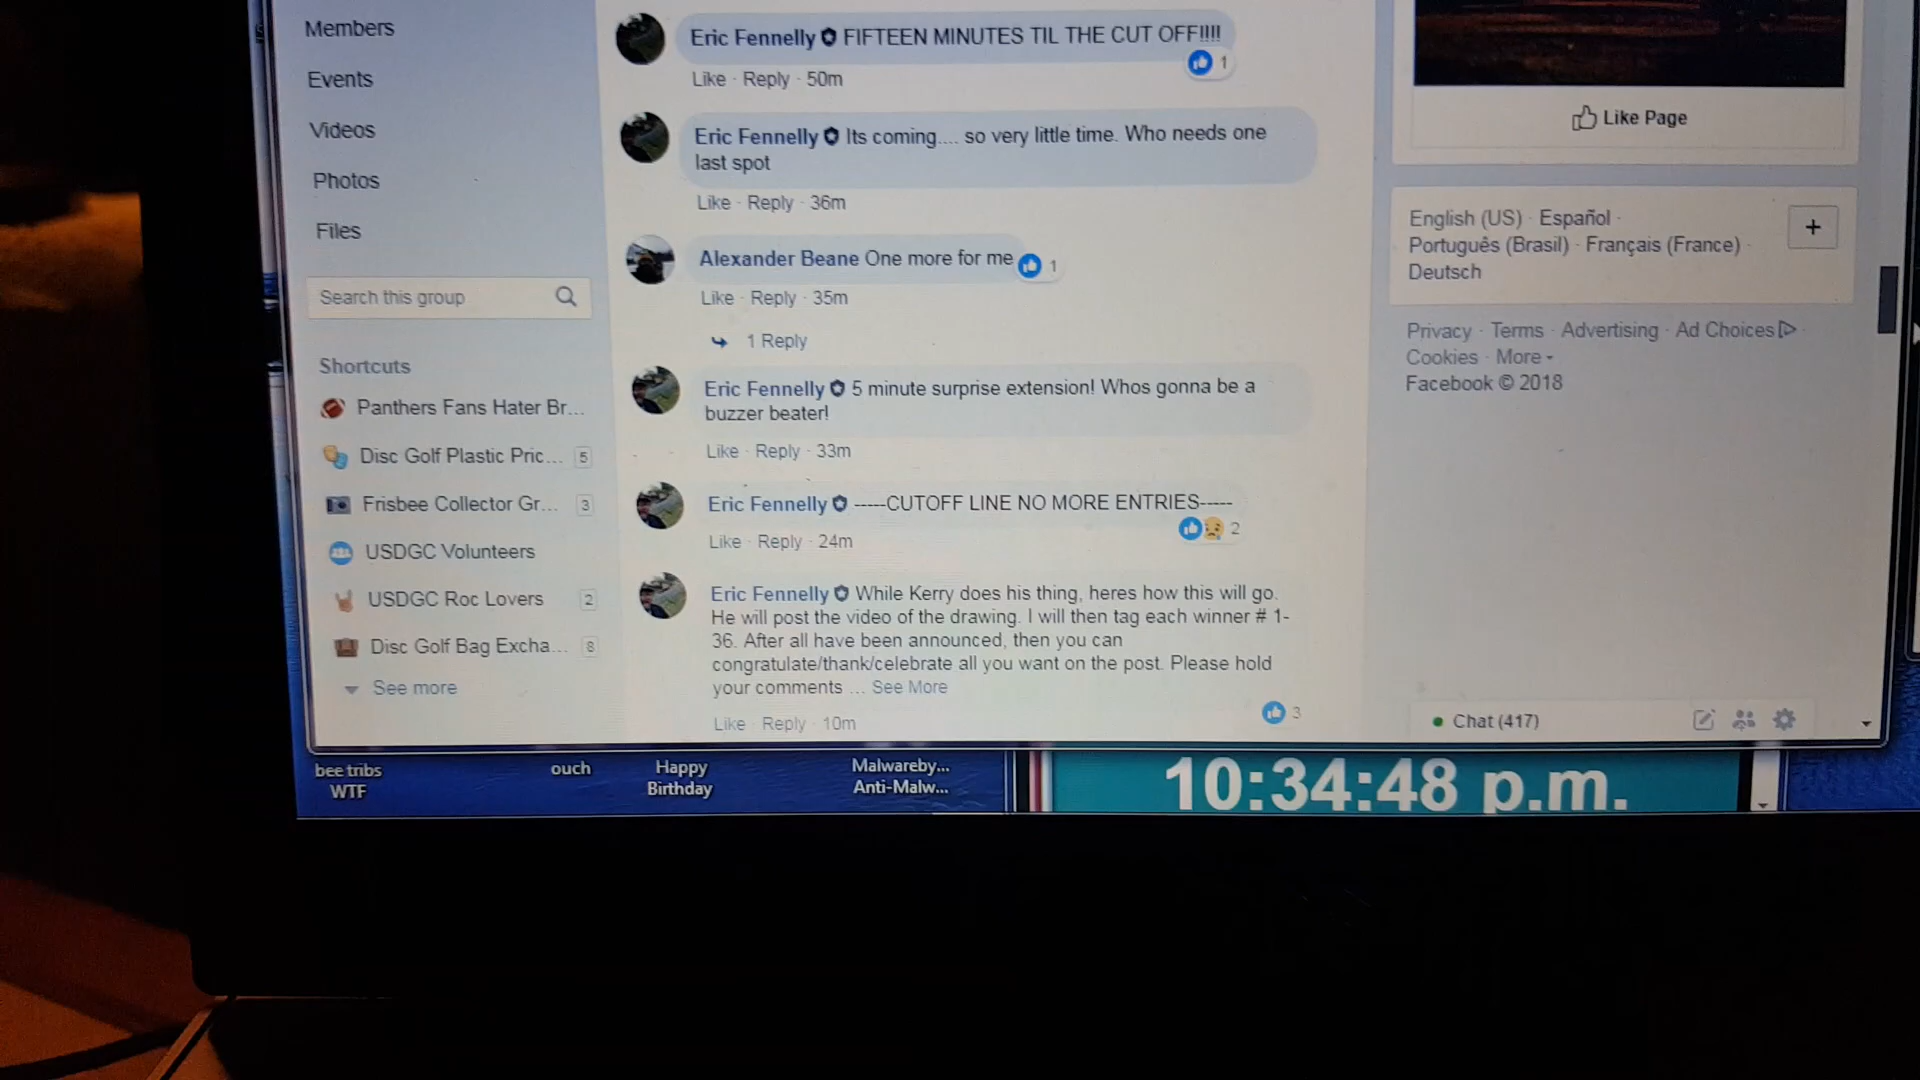 Members
Events
Videos
Photos
Files
Search this group
Shortcuts
Panthers Fans Hater Br...
Disc Golf Plastic Pric... 5
Frisbee Collector Gr... 3
USDGC Volunteers
USDGC Roc Lovers 2
Disc Golf Bag Excha... 8
See more
Eric Fennelly FIFTEEN MINUTES TIL THE CUT OFF!!!!
1
Like · Reply · 50m
Eric Fennelly Its coming.... so very little time. Who needs one
last spot
Like · Reply · 36m
Alexander Beane One more for me
1
Like · Reply · 35m
1 Reply
Eric Fennelly 5 minute surprise extension! Whos gonna be a
buzzer beater!
Like · Reply · 33m
Eric Fennelly -----CUTOFF LINE NO MORE ENTRIES-----
2
Like · Reply · 24m
Eric Fennelly While Kerry does his thing, heres how this will go.
He will post the video of the drawing. I will then tag each winner # 1-
36. After all have been announced, then you can
congratulate/thank/celebrate all you want on the post. Please hold
your comments ... See More
3
Like · Reply · 10m
Like Page
English (US) · Español ·
Português (Brasil) · Français (France) ·
Deutsch
+
Privacy · Terms · Advertising · Ad Choices ·
Cookies · More
Facebook © 2018
Chat (417)
bee tribs
WTF
ouch
Happy
Birthday
Malwareby...
Anti-Malw...
10:34:48 p.m.